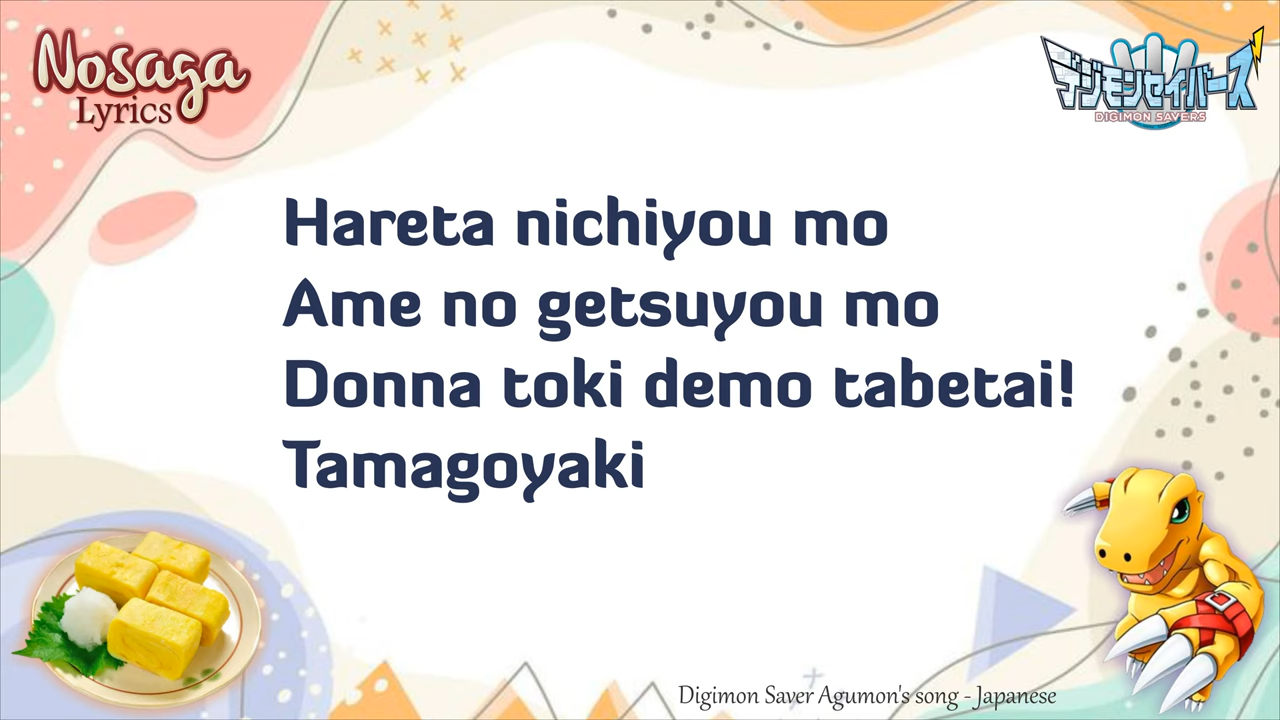 Nosaga
Lyrics
デジモンセイバーズ
DIGIMON SAVERS
Hareta nichiyou mo
Ame no getsuyou mo
Donna toki demo tabetai!
Tamagoyaki
Digimon Saver Agumon's song - Japanese